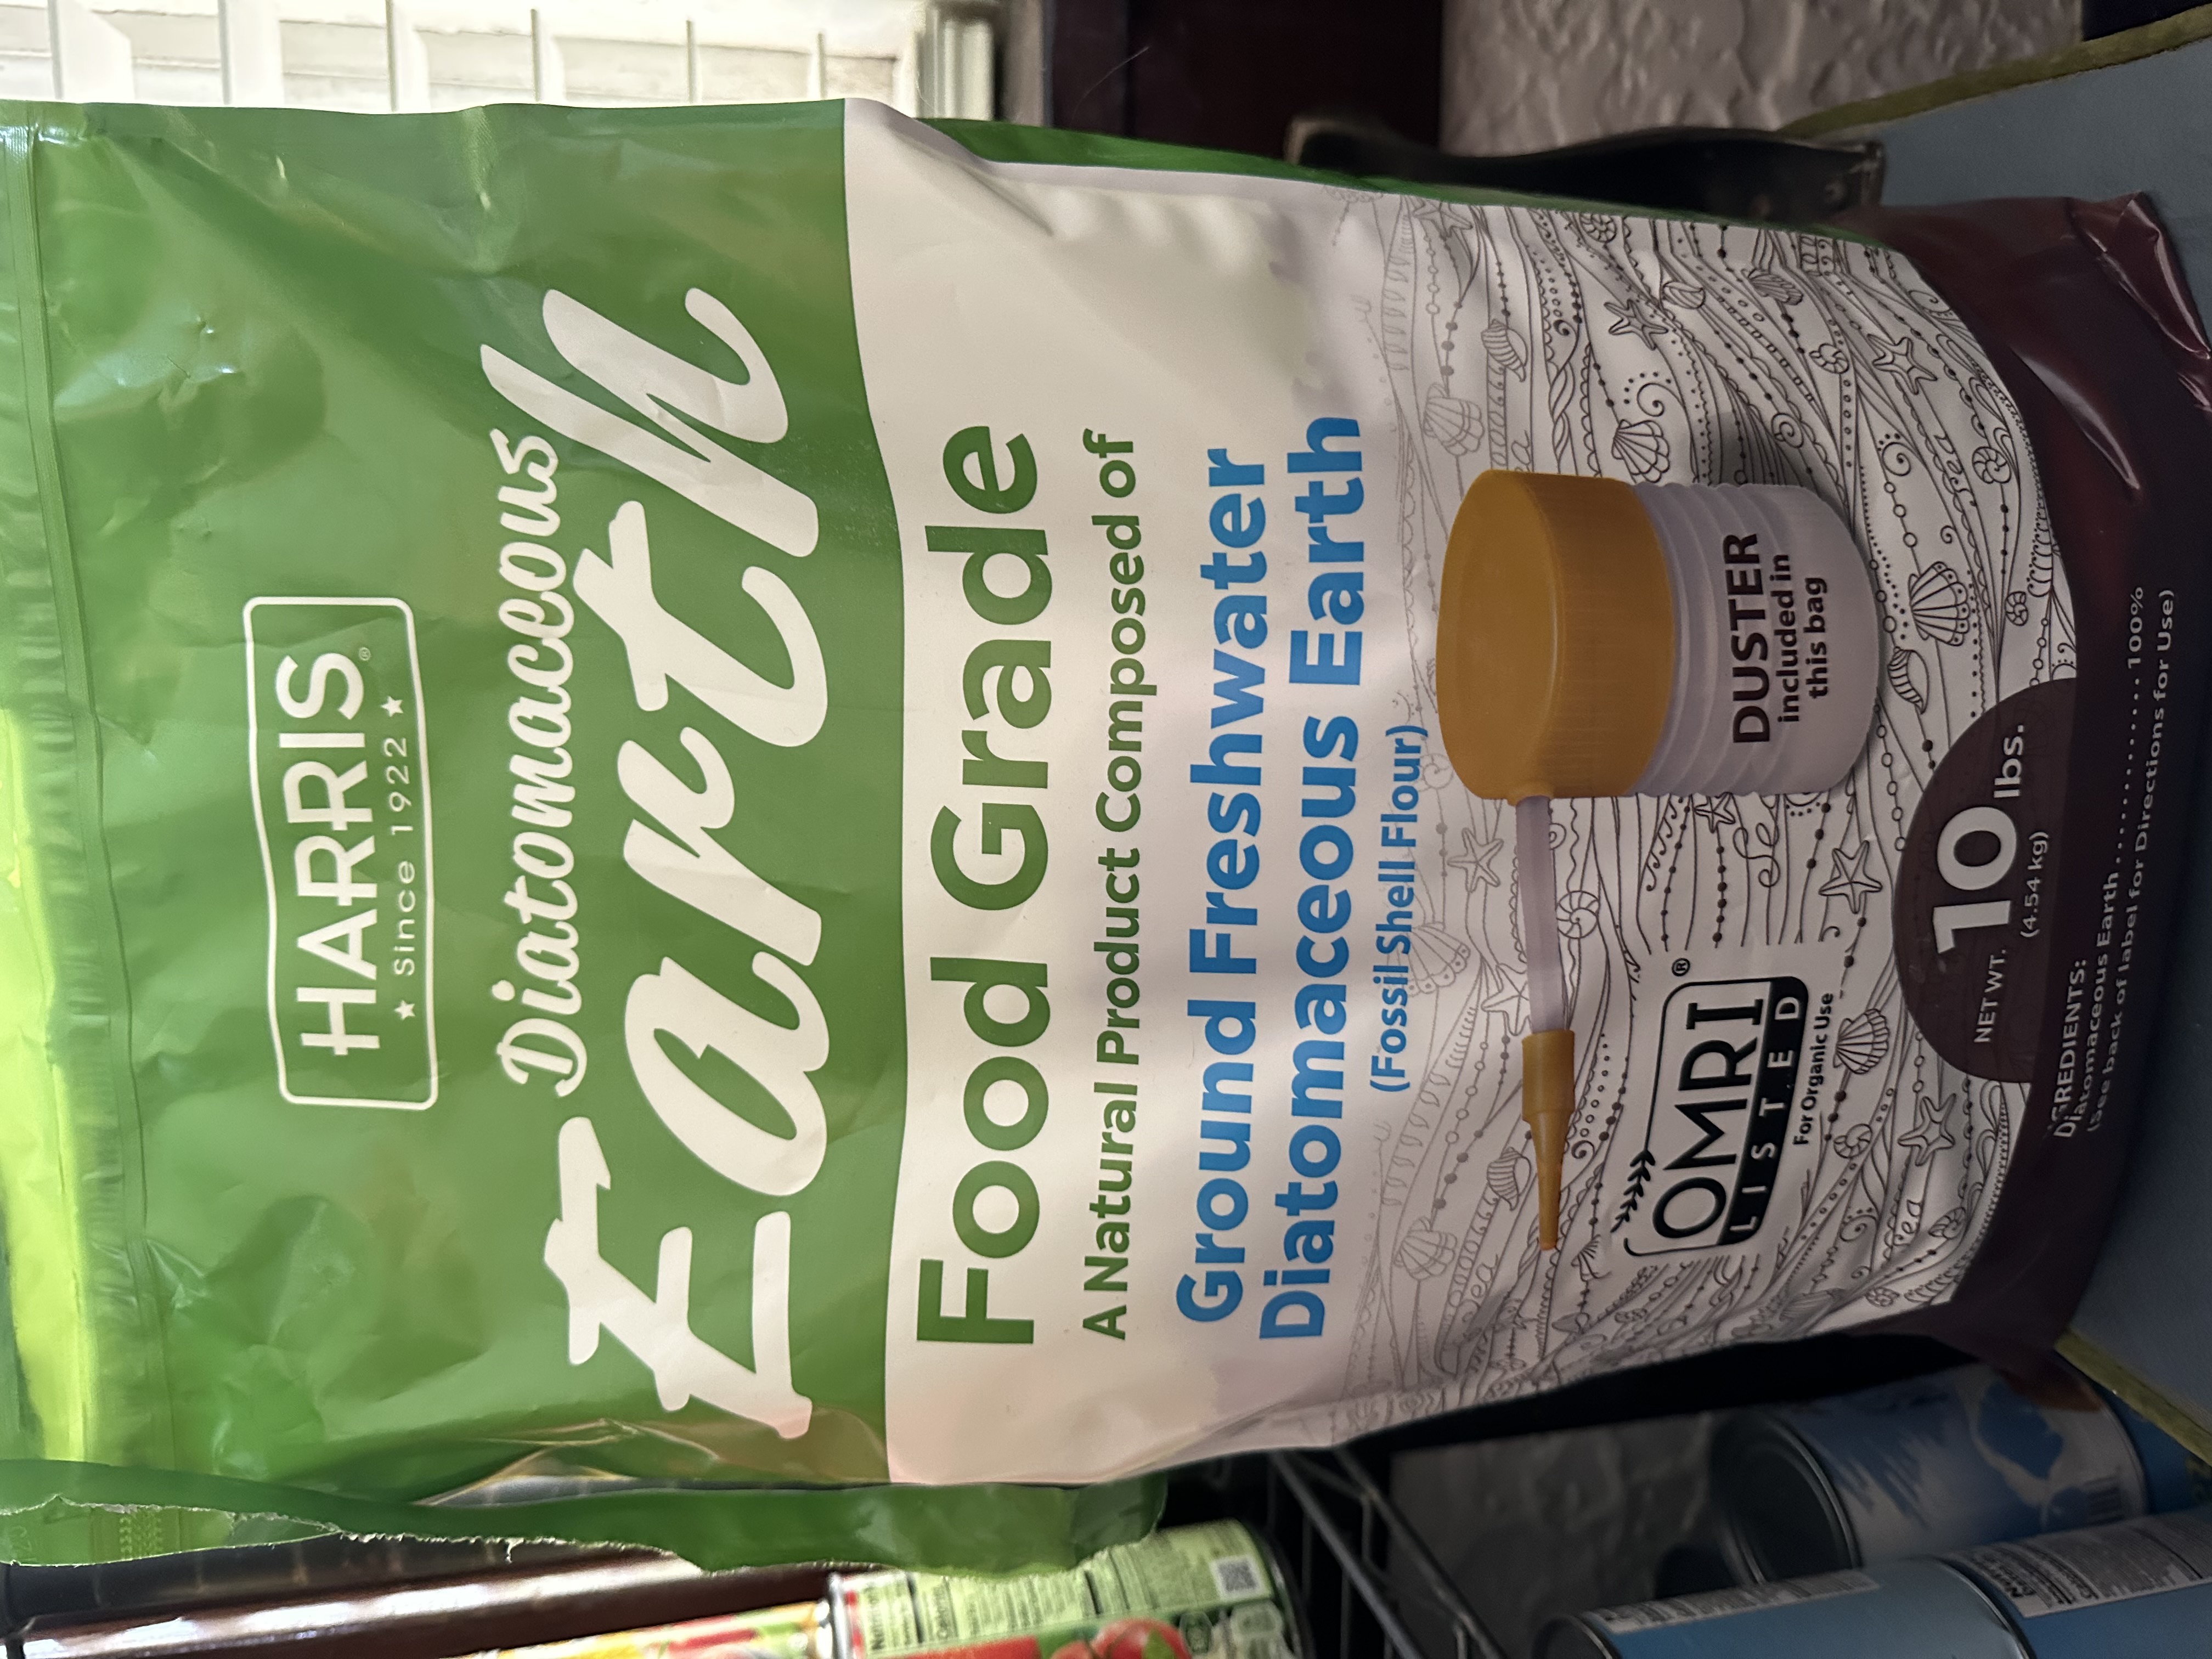 HARRIS®
★ Since 1922 ★
Diatomaceous
Earth
Food Grade
A Natural Product Composed of
Ground Freshwater
Diatomaceous Earth
(Fossil Shell Flour)
DUSTER
included in
this bag
OMRI®
LISTED
For Organic Use
NET WT.
10 lbs.
(4.54 kg)
INGREDIENTS:
Diatomaceous Earth...............100%
(See back of label for Directions for Use)